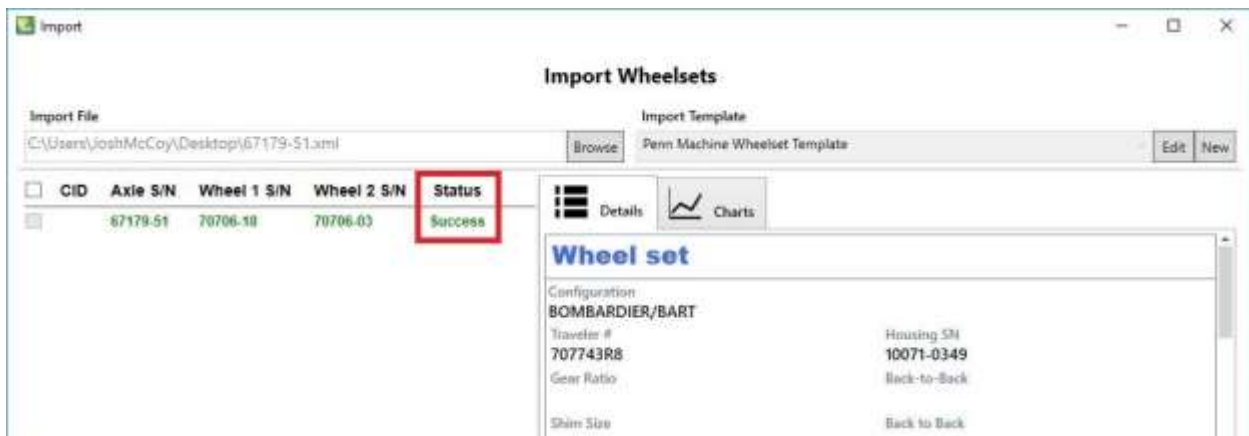 Import
Import Wheelsets
Import File
Import Template
C:\Users\JoshMcCoy\Desktop\67179-51.xml
Browse
Penn Machine Wheelset Template
Edit
New
CID Axle S/N Wheel 1 S/N Wheel 2 S/N Status
67179-51 70706-18 70706-03 Success
Details
Charts
Wheel set
Configuration
BOMBARDIER/BART
Traveler # Housing SN
707743R8 10071-0349
Gear Ratio Back-to-Back
Shim Size Back to Back